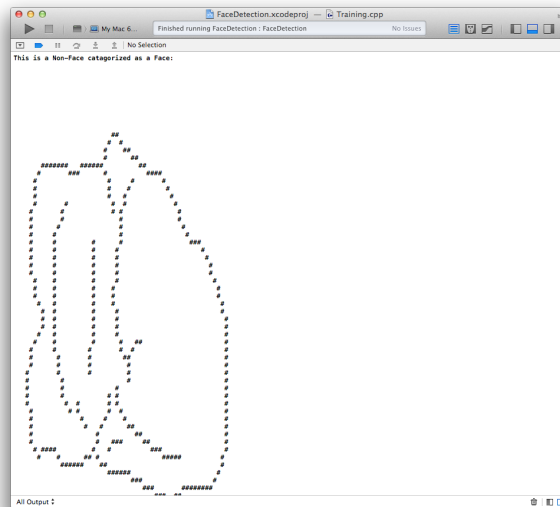 FaceDetection.xcodeproj — Training.cpp
My Mac 6... Finished running FaceDetection : FaceDetection No Issues
No Selection
This is a Non-Face catagorized as a Face:
All Output